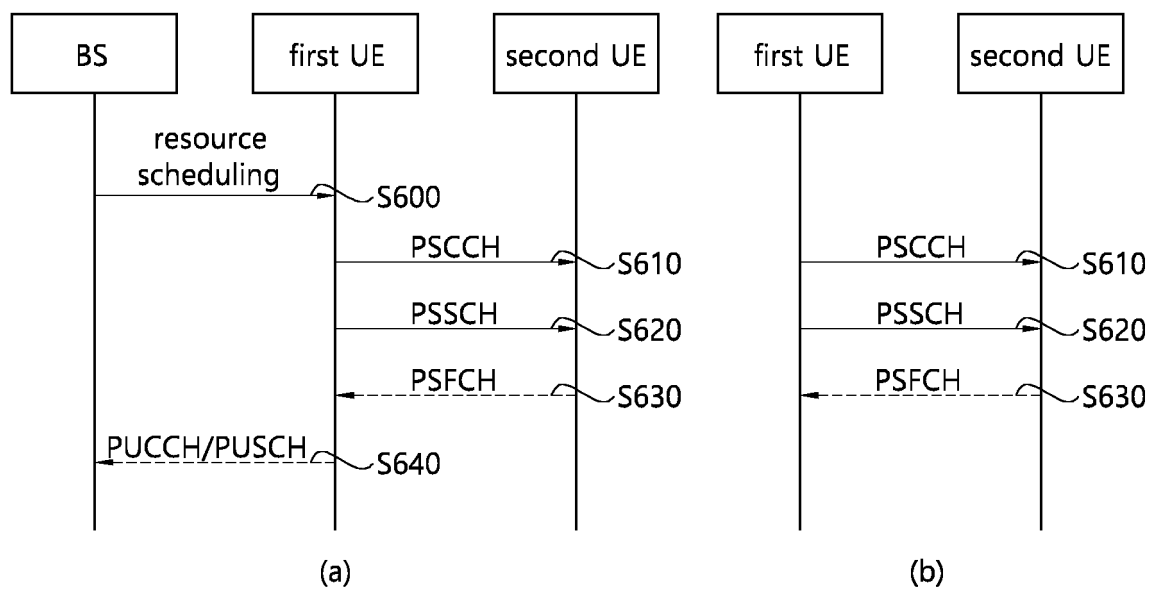 BS
first UE
second UE
resource
scheduling
S600
PSCCH
S610
PSSCH
S620
PSFCH
S630
PUCCH/PUSCH
S640
(a)
first UE
second UE
PSCCH
S610
PSSCH
S620
PSFCH
S630
(b)